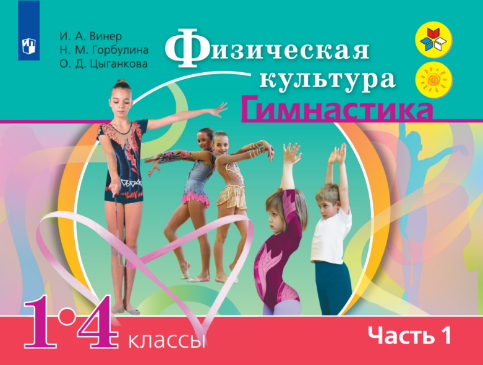 И. А. Винер
Н. М. Горбулина
О. Д. Цыганкова
Физическая
культура
Гимнастика
1•4 классы
Часть 1